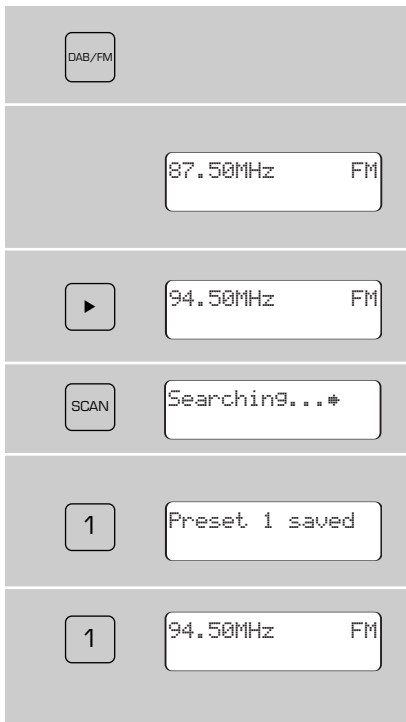 DAB/FM
87.50MHz FM
94.50MHz FM
SCAN
Searching...
1
Preset 1 saved
1
94.50MHz FM